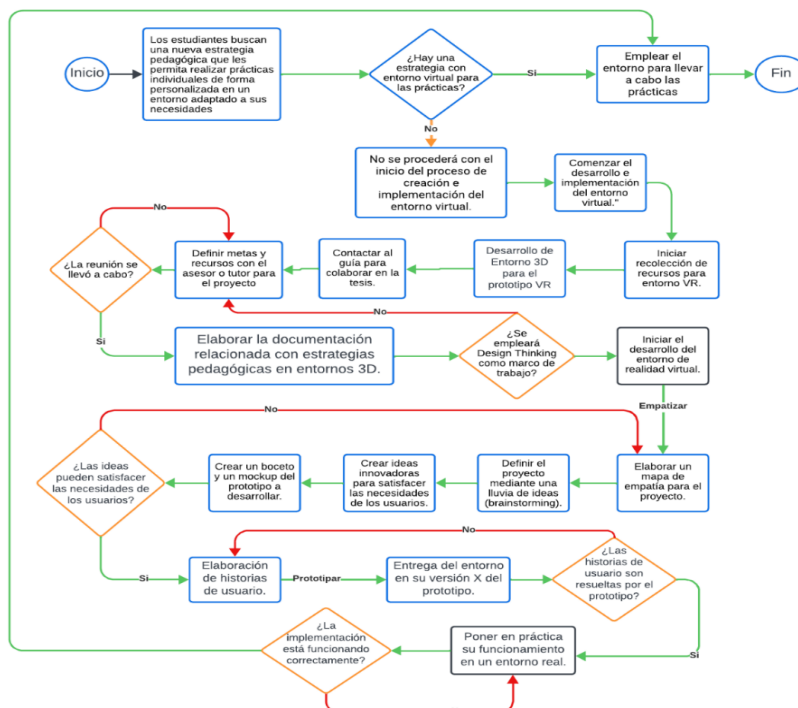 Inicio
Los estudiantes buscan
una nueva estrategia
pedagógica que les
permita realizar prácticas
individuales de forma
personalizada en un
entorno adaptado a sus
necesidades
¿Hay una
estrategia con
entorno virtual para
las prácticas?
Si
Emplear el
entorno para llevar
a cabo las
prácticas
Fin
No
No se procederá con el
inicio del proceso de
creación e
implementación del
entorno virtual.
Comenzar el
desarrollo e
implementación
del entorno
virtual."
No
¿La reunión se
llevó a cabo?
Definir metas y
recursos con el
asesor o tutor para
el proyecto
Contactar al
guía para
colaborar en la
tesis.
Desarrollo de
Entorno 3D
para el
prototipo VR
Iniciar
recolección de
recursos para
entorno VR.
No
Si
Elaborar la documentación
relacionada con estrategias
pedagógicas en entornos 3D.
¿Se
empleará
Design Thinking
como marco de
trabajo?
Iniciar el
desarrollo del
entorno de
realidad virtual.
Empatizar
No
¿Las ideas
pueden satisfacer
las necesidades de
los usuarios?
Crear un boceto
y un mockup del
prototipo a
desarrollar.
Crear ideas
innovadoras
para satisfacer
las necesidades
de los usuarios.
Definir el
proyecto
mediante una
lluvia de ideas
(brainstorming).
Elaborar un
mapa de
empatía para el
proyecto.
No
Si
Elaboración
de historias
de usuario.
Prototipar
Entrega del entorno
en su versión X del
prototipo.
¿Las
historias de
usuario son
resueltas por el
prototipo?
Si
¿La
implementación
está funcionando
correctamente?
Poner en práctica
su funcionamiento
en un entorno real.